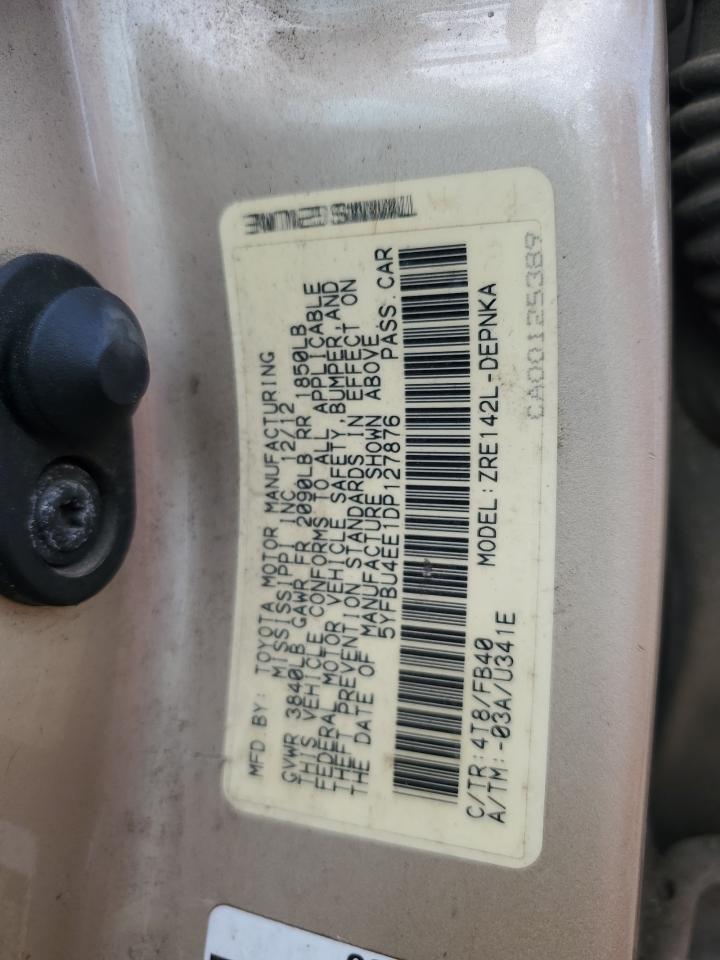 MFD.BY: TOYOTA MOTOR MANUFACTURING
MISSISSIPPI INC. 12/12
GVWR 3840LB GAWR FR 2090LB RR 1850LB
THIS VEHICLE CONFORMS TO ALL APPLICABLE
FEDERAL MOTOR VEHICLE SAFETY,BUMPER,AND
THEFT PREVENTION STANDARDS IN EFFECT ON
THE DATE OF MANUFACTURE SHOWN ABOVE.
5YFBU4EE1DP127876 PASS.CAR
C/TR:4T8/FB40 MODEL:ZRE142L-DEPNKA
A/TM:-03A/U341E
CA00125389